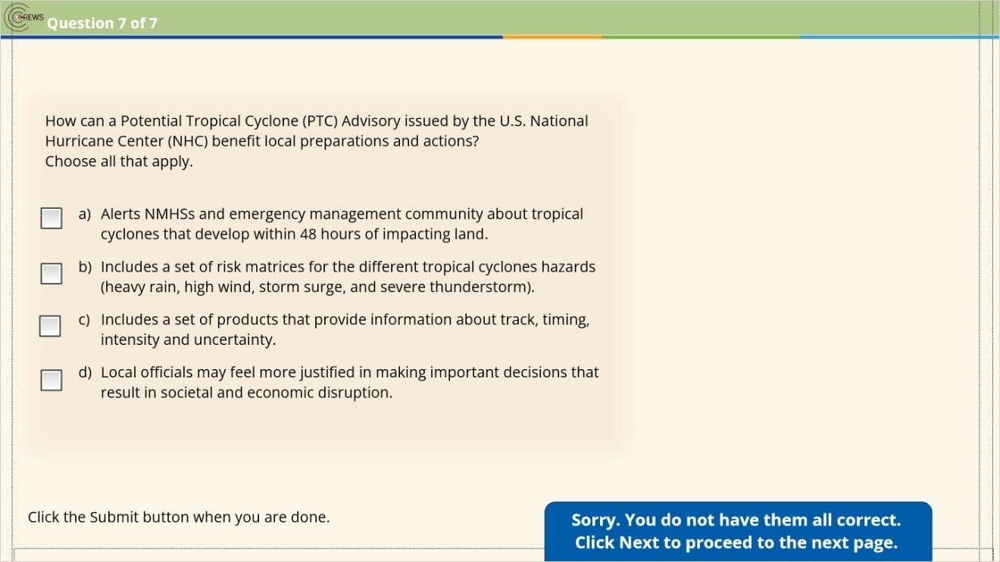 CREWS
Question 7 of 7
How can a Potential Tropical Cyclone (PTC) Advisory issued by the U.S. National
Hurricane Center (NHC) benefit local preparations and actions?
Choose all that apply.
a) Alerts NMHSs and emergency management community about tropical
cyclones that develop within 48 hours of impacting land.
b) Includes a set of risk matrices for the different tropical cyclones hazards
(heavy rain, high wind, storm surge, and severe thunderstorm).
c) Includes a set of products that provide information about track, timing,
intensity and uncertainty.
d) Local officials may feel more justified in making important decisions that
result in societal and economic disruption.
Click the Submit button when you are done.
Sorry. You do not have them all correct.
Click Next to proceed to the next page.